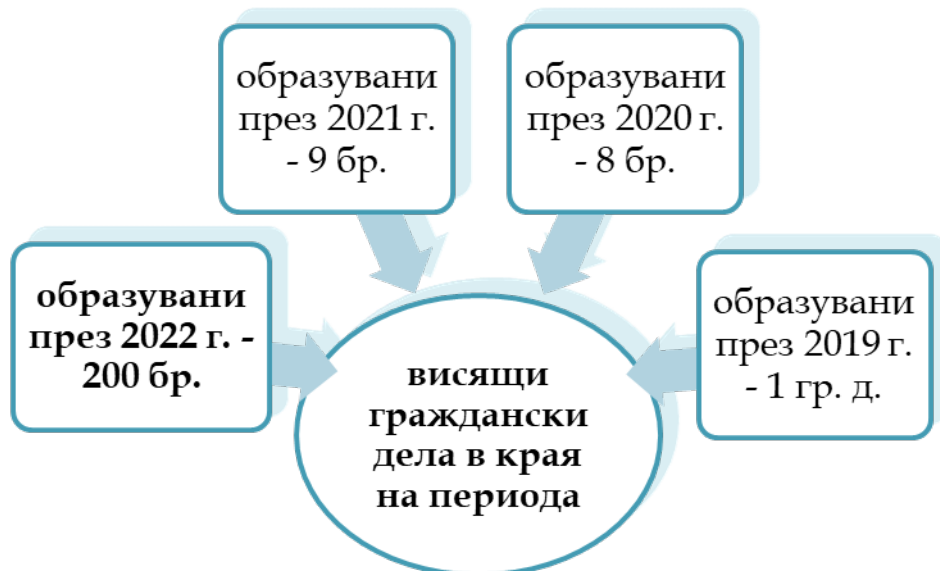 образувани
през 2021 г.
- 9 бр.
образувани
през 2020 г.
- 8 бр.
образувани
през 2022 г. -
200 бр.
образувани
през 2019 г.
- 1 гр. д.
висящи
граждански
дела в края
на периода